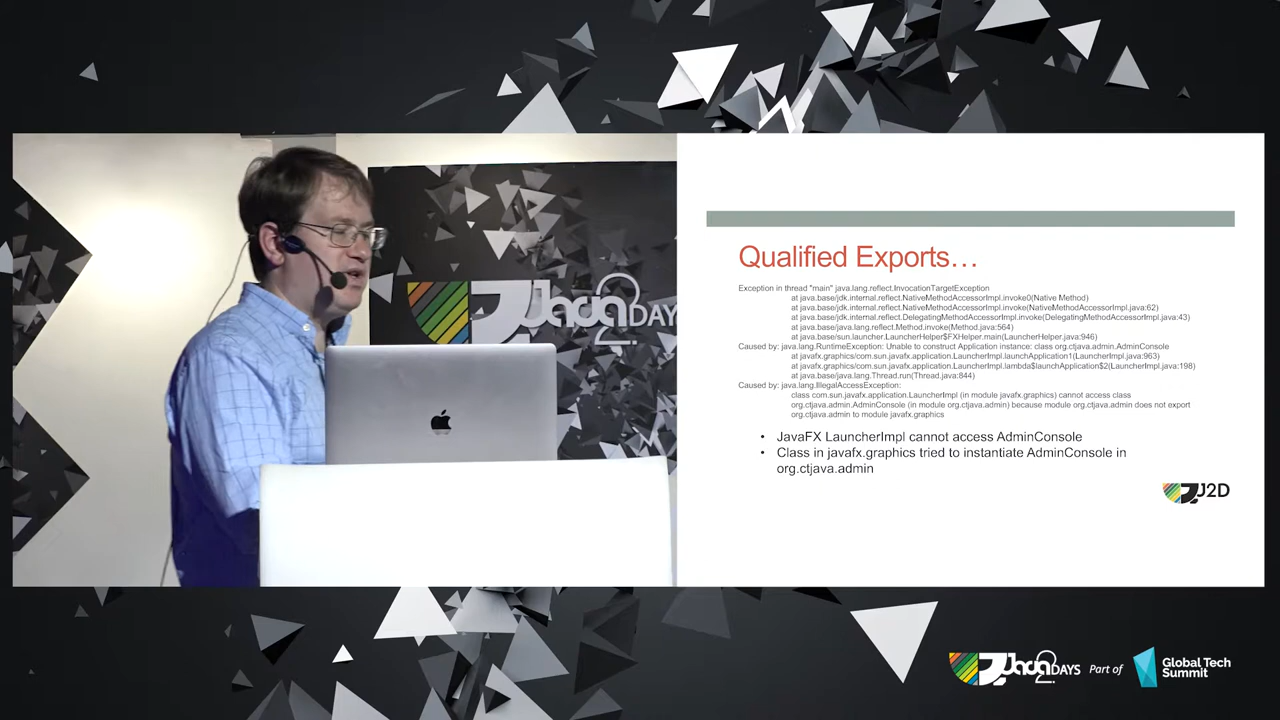 Java2DAYS
Qualified Exports…
Exception in thread "main" java.lang.reflect.InvocationTargetException
at java.base/jdk.internal.reflect.NativeMethodAccessorImpl.invoke0(Native Method)
at java.base/jdk.internal.reflect.NativeMethodAccessorImpl.invoke(NativeMethodAccessorImpl.java:62)
at java.base/jdk.internal.reflect.DelegatingMethodAccessorImpl.invoke(DelegatingMethodAccessorImpl.java:43)
at java.base/java.lang.reflect.Method.invoke(Method.java:564)
at java.base/sun.launcher.LauncherHelper$FXHelper.main(LauncherHelper.java:946)
Caused by: java.lang.RuntimeException: Unable to construct Application instance: class org.ctjava.admin.AdminConsole
at javafx.graphics/com.sun.javafx.application.LauncherImpl.launchApplication1(LauncherImpl.java:963)
at javafx.graphics/com.sun.javafx.application.LauncherImpl.lambda$launchApplication$2(LauncherImpl.java:198)
at java.base/java.lang.Thread.run(Thread.java:844)
Caused by: java.lang.IllegalAccessException:
class com.sun.javafx.application.LauncherImpl (in module javafx.graphics) cannot access class
org.ctjava.admin.AdminConsole (in module org.ctjava.admin) because module org.ctjava.admin does not export
org.ctjava.admin to module javafx.graphics
• JavaFX LauncherImpl cannot access AdminConsole
• Class in javafx.graphics tried to instantiate AdminConsole in
org.ctjava.admin
J2D
Java2DAYS Part of Global Tech
Summit